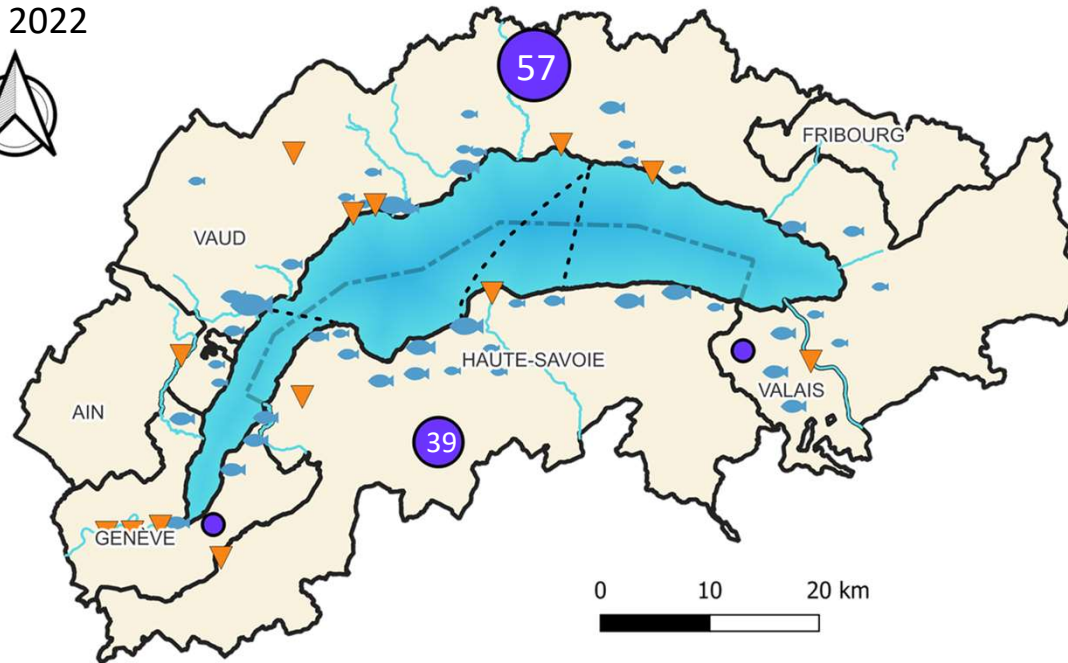 2022
57
FRIBOURG
VAUD
HAUTE-SAVOIE
VALAIS
AIN
39
GENÈVE
0 10 20 km